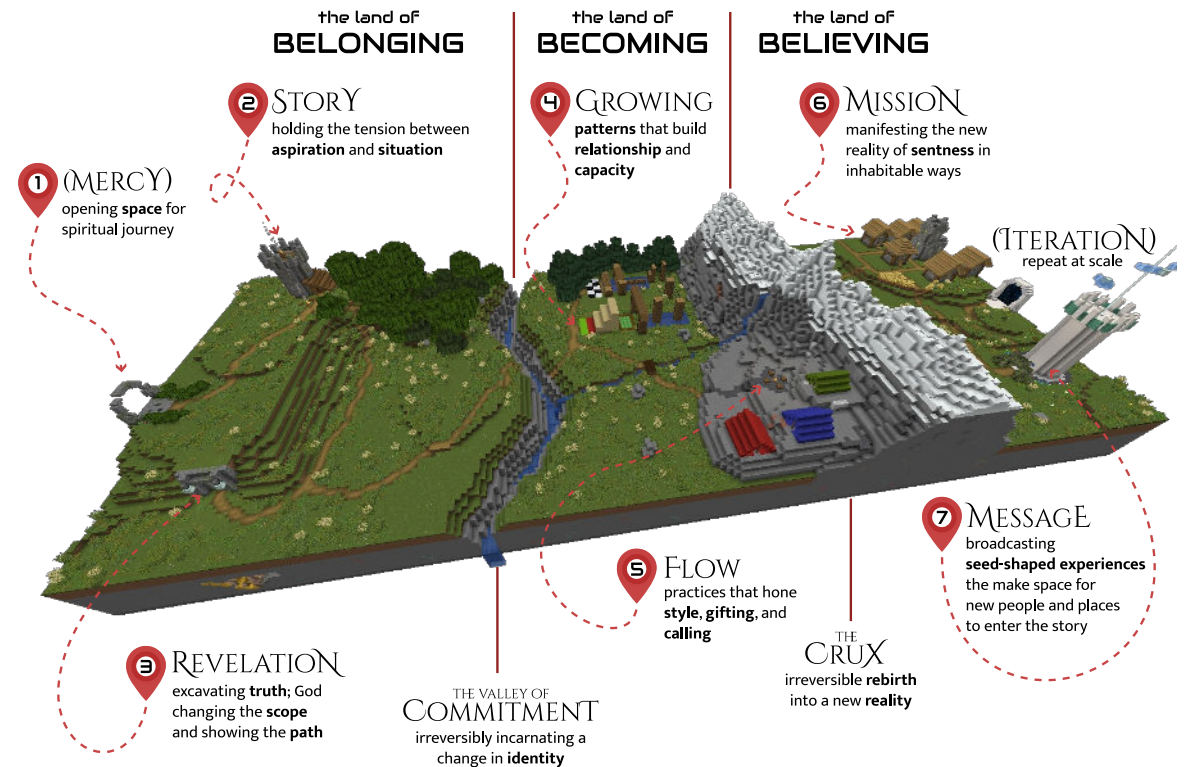 the land of
BELONGING
the land of
BECOMING
the land of
BELIEVING
1
(MERCY)
opening space for
spiritual journey
2
STORY
holding the tension between
aspiration and situation
4
GROWING
patterns that build
relationship and
capacity
6
MISSION
manifesting the new
reality of sentness in
inhabitable ways
(ITERATION)
repeat at scale
3
REVELATION
excavating truth; God
changing the scope
and showing the path
THE VALLEY OF
COMMITMENT
irreversibly incarnating a
change in identity
5
FLOW
practices that hone
style, gifting, and
calling
THE
CRUX
irreversible rebirth
into a new reality
7
MESSAGE
broadcasting
seed-shaped experiences
the make space for
new people and places
to enter the story